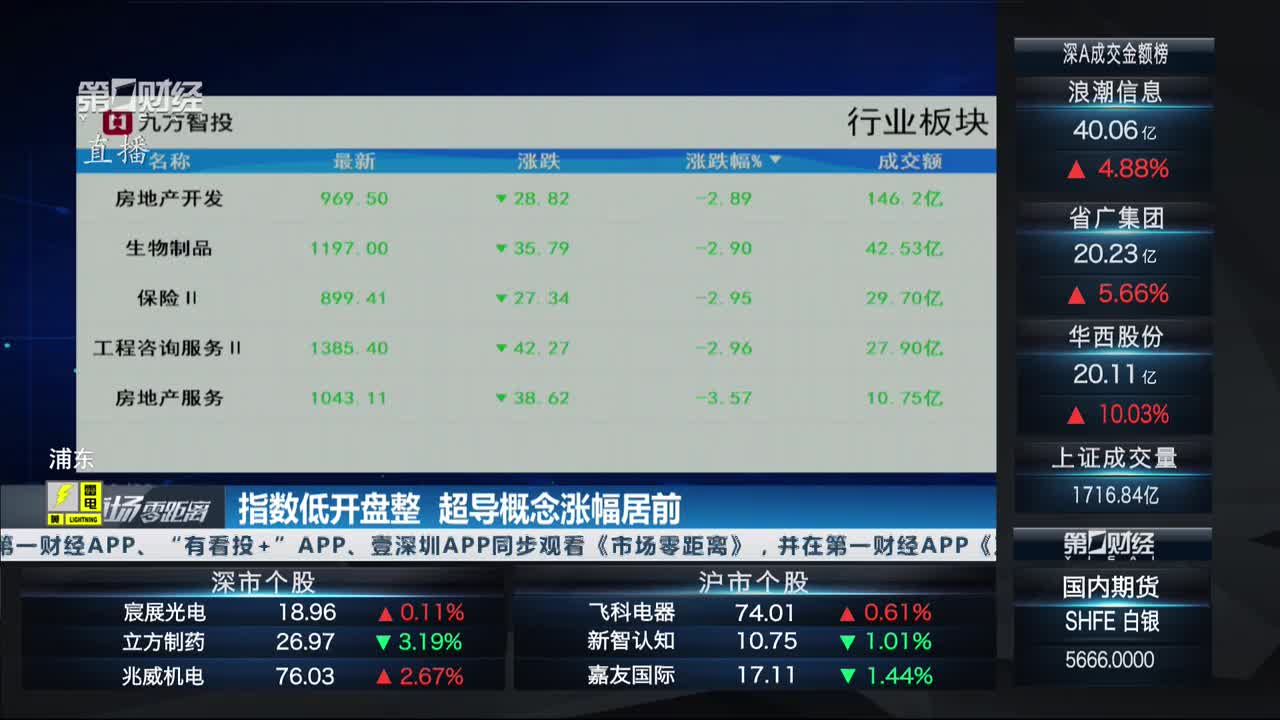 第一财经
九方智投
行业板块
直播
名称 最新 涨跌 涨跌幅%▼ 成交额
房地产开发 969.50 ▼28.82 -2.89 146.2亿
生物制品 1197.00 ▼35.79 -2.90 42.53亿
保险Ⅱ 899.41 ▼27.34 -2.95 29.70亿
工程咨询服务Ⅱ 1385.40 ▼42.27 -2.96 27.90亿
房地产服务 1043.11 ▼38.62 -3.57 10.75亿
浦东
雷电
黄 LIGHTNING
市场零距离
指数低开盘整 超导概念涨幅居前
第一财经APP、“有看投+”APP、壹深圳APP同步观看《市场零距离》，并在第一财经APP《
深市个股
宸展光电 18.96 ▲0.11%
立方制药 26.97 ▼3.19%
兆威机电 76.03 ▲2.67%
沪市个股
飞科电器 74.01 ▲0.61%
新智认知 10.75 ▼1.01%
嘉友国际 17.11 ▼1.44%
深A成交金额榜
浪潮信息
40.06亿
▲4.88%
省广集团
20.23亿
▲5.66%
华西股份
20.11亿
▲10.03%
上证成交量
1716.84亿
第一财经
YICAI
国内期货
SHFE 白银
5666.0000